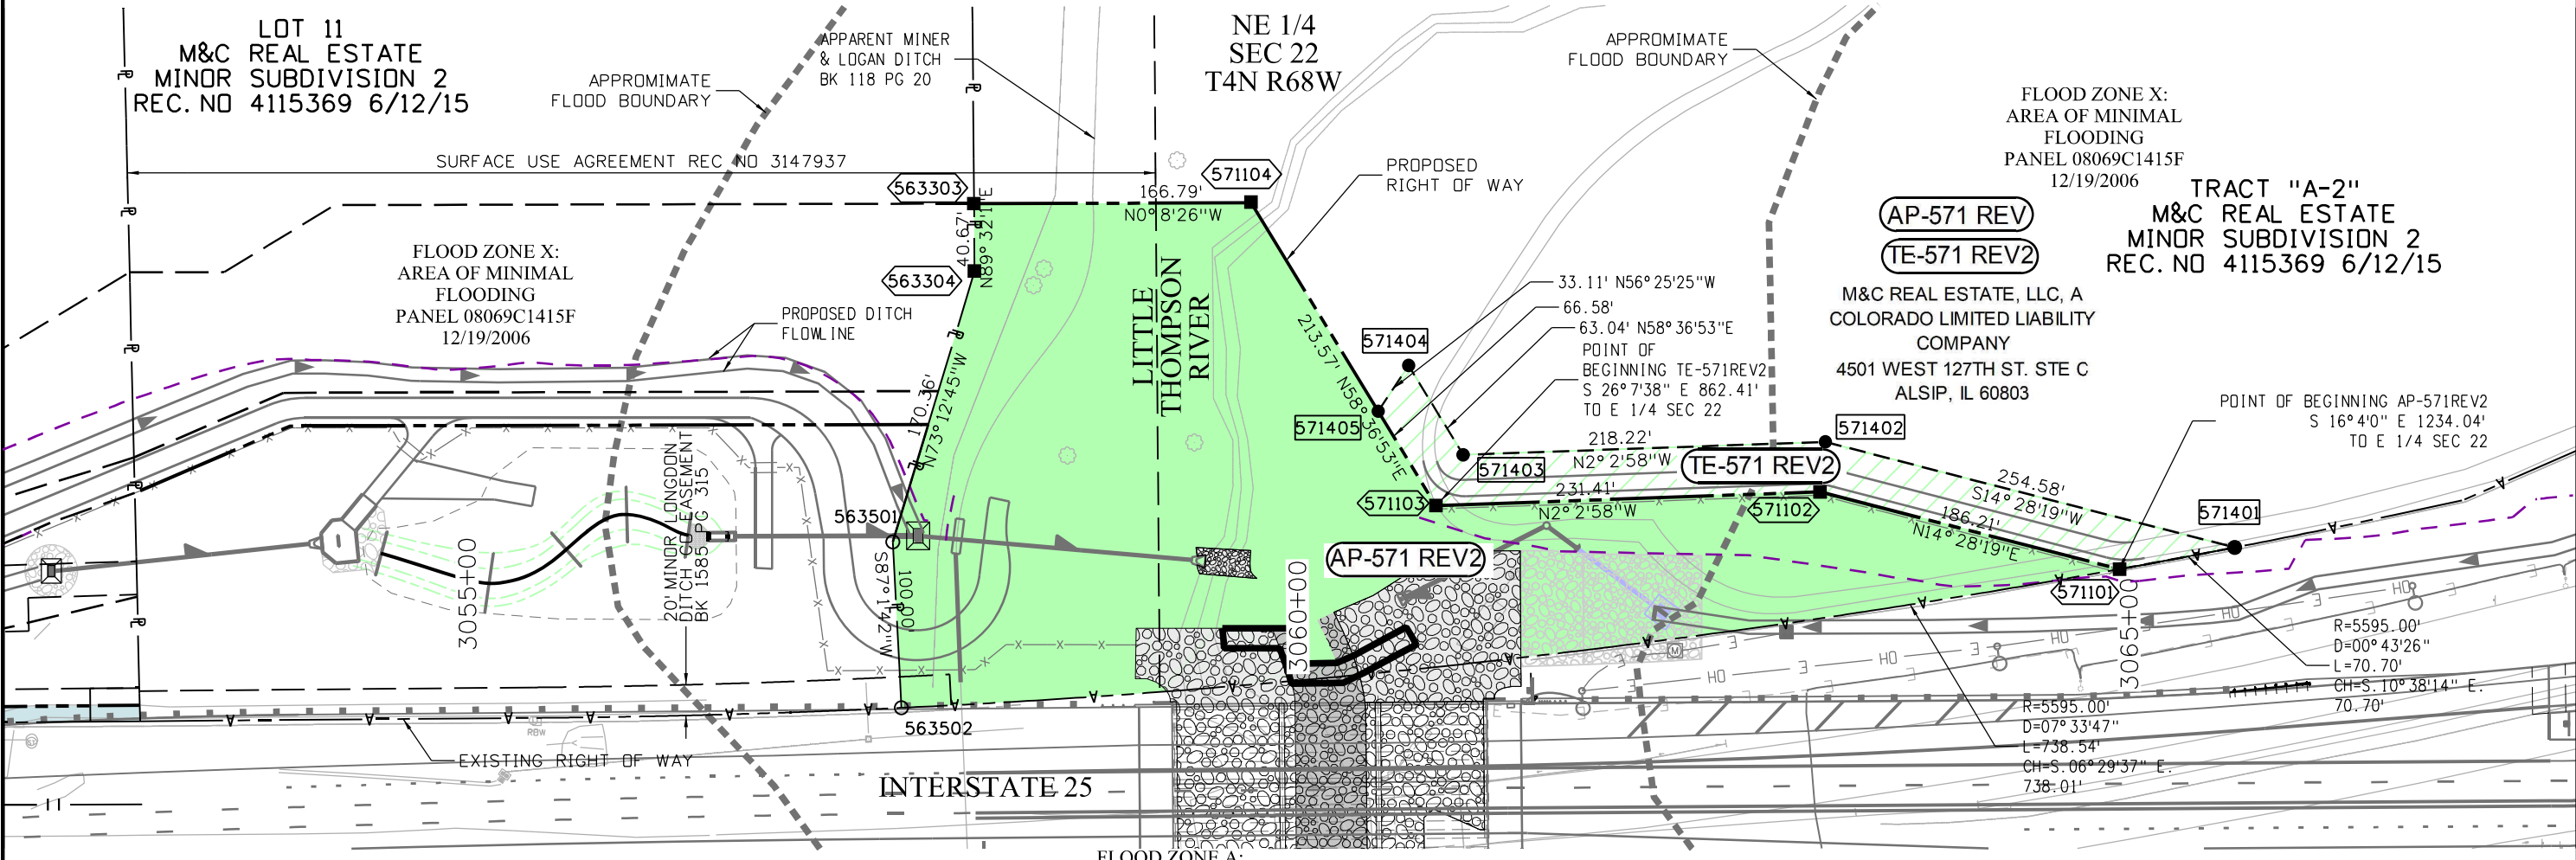 LOT 11
M&C REAL ESTATE
MINOR SUBDIVISION 2
REC. NO 4115369 6/12/15
APPROMIMATE
FLOOD BOUNDARY
APPARENT MINER
& LOGAN DITCH
BK 118 PG 20
NE 1/4
SEC 22
T4N R68W
APPROMIMATE
FLOOD BOUNDARY
FLOOD ZONE X:
AREA OF MINIMAL
FLOODING
PANEL 08069C1415F
12/19/2006
TRACT "A-2"
M&C REAL ESTATE
MINOR SUBDIVISION 2
REC. NO 4115369 6/12/15
AP-571 REV
TE-571 REV2
M&C REAL ESTATE, LLC, A
COLORADO LIMITED LIABILITY
COMPANY
4501 WEST 127TH ST. STE C
ALSIP, IL 60803
SURFACE USE AGREEMENT REC NO 3147937
563303
571104
166.79'
N0° 8'26"W
PROPOSED
RIGHT OF WAY
40.67'
N89° 32'1"E
563304
FLOOD ZONE X:
AREA OF MINIMAL
FLOODING
PANEL 08069C1415F
12/19/2006
PROPOSED DITCH
FLOWLINE
LITTLE
THOMPSON
RIVER
170.36'
N73° 12'45"W
213.57' N58° 36'53"E
33.11' N56°25'25"W
66.58'
63.04' N58°36'53"E
POINT OF
BEGINNING TE-571REV2
S 26°7'38" E 862.41'
TO E 1/4 SEC 22
571404
571405
571403
218.22'
N2° 2'58"W
TE-571 REV2
571402
254.58'
S14° 28'19"W
571401
POINT OF BEGINNING AP-571REV2
S 16°4'0" E 1234.04'
TO E 1/4 SEC 22
571103
231.41'
N2° 2'58"W
571102
186.21'
N14° 28'19"E
571101
20' MINOR LONGDON
DITCH CO EASEMENT
BK 1585 PG 315
563501
S87°1'42"W
100.00'
563502
AP-571 REV2
3055+00
3060+00
3065+00
R=5595.00'
D=00°43'26"
L=70.70'
CH=S.10°38'14" E.
70.70'
R=5595.00'
D=07°33'47"
L=738.54'
CH=S.06°29'37" E.
738.01'
EXISTING RIGHT OF WAY
INTERSTATE 25
FLOOD ZONE A: